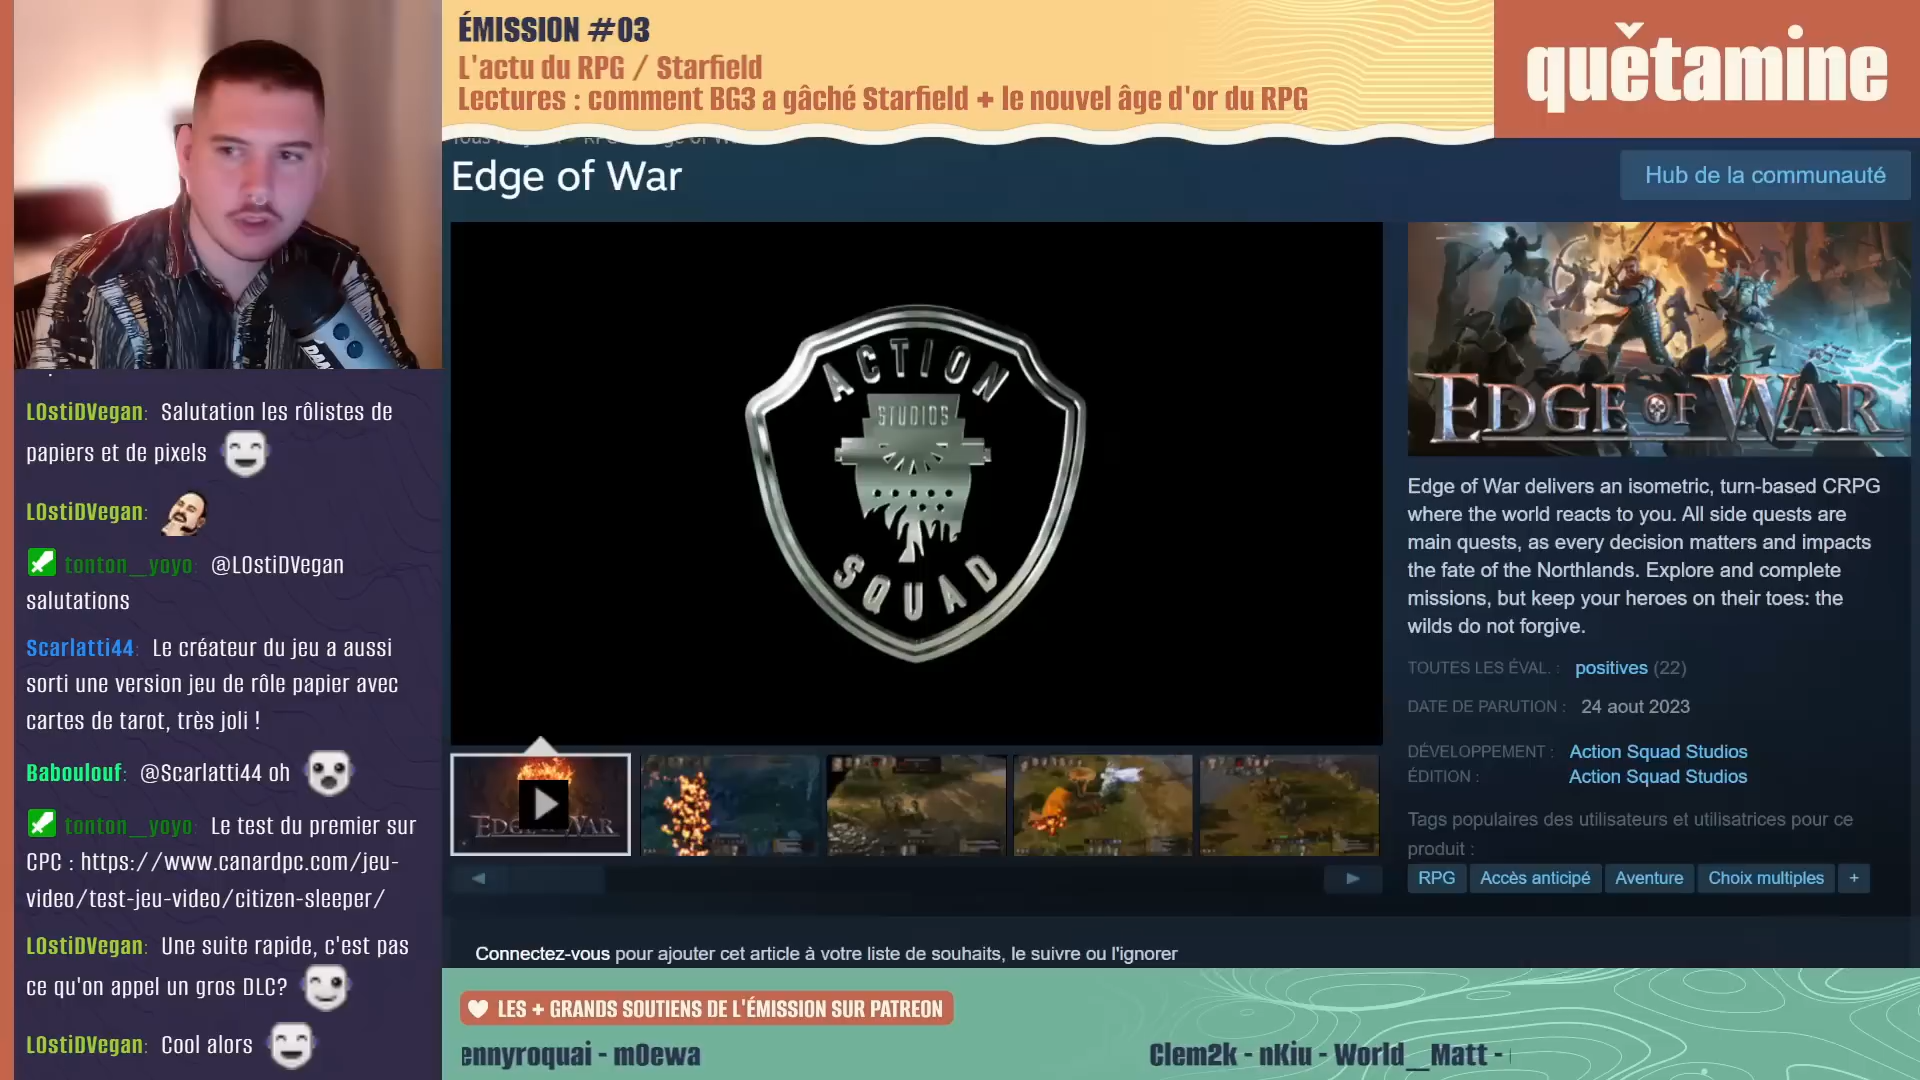 ÉMISSION #03
L'actu du RPG / Starfield
Lectures : comment BG3 a gâché Starfield + le nouvel âge d'or du RPG
quětamine
Edge of War
Hub de la communauté
ACTION
STUDIOS
SQUAD
EDGE OF WAR
Edge of War delivers an isometric, turn-based CRPG
where the world reacts to you. All side quests are
main quests, as every decision matters and impacts
the fate of the Northlands. Explore and complete
missions, but keep your heroes on their toes: the
wilds do not forgive.
TOUTES LES ÉVAL. : positives (22)
DATE DE PARUTION : 24 aout 2023
DÉVELOPPEMENT : Action Squad Studios
ÉDITION : Action Squad Studios
Tags populaires des utilisateurs et utilisatrices pour ce
produit :
RPG Accès anticipé Aventure Choix multiples +
EDGE OF WAR
Connectez-vous pour ajouter cet article à votre liste de souhaits, le suivre ou l'ignorer
L0stiDVegan: Salutation les rôlistes de
papiers et de pixels
L0stiDVegan:
tonton__yoyo: @L0stiDVegan
salutations
Scarlatti44: Le créateur du jeu a aussi
sorti une version jeu de rôle papier avec
cartes de tarot, très joli !
Baboulouf: @Scarlatti44 oh
tonton__yoyo: Le test du premier sur
CPC : https://www.canardpc.com/jeu-
video/test-jeu-video/citizen-sleeper/
L0stiDVegan: Une suite rapide, c'est pas
ce qu'on appel un gros DLC?
L0stiDVegan: Cool alors
LES + GRANDS SOUTIENS DE L'ÉMISSION SUR PATREON
ennyroquai - m0ewa
Clem2k - nKiu - World__Matt -